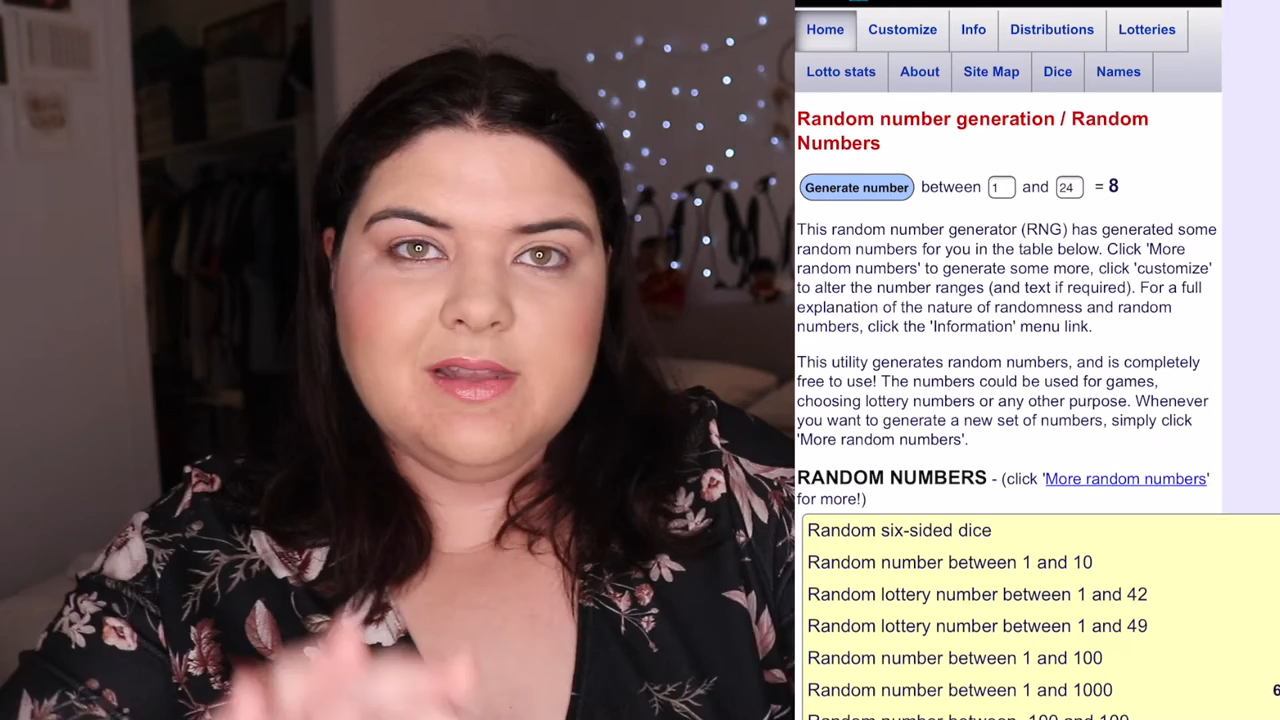 Home Customize Info Distributions Lotteries
Lotto stats About Site Map Dice Names
Random number generation / Random
Numbers
Generate number between 1 and 24 = 8
This random number generator (RNG) has generated some
random numbers for you in the table below. Click 'More
random numbers' to generate some more, click 'customize'
to alter the number ranges (and text if required). For a full
explanation of the nature of randomness and random
numbers, click the 'Information' menu link.
This utility generates random numbers, and is completely
free to use! The numbers could be used for games,
choosing lottery numbers or any other purpose. Whenever
you want to generate a new set of numbers, simply click
'More random numbers'.
RANDOM NUMBERS - (click 'More random numbers'
for more!)
Random six-sided dice
Random number between 1 and 10
Random lottery number between 1 and 42
Random lottery number between 1 and 49
Random number between 1 and 100
Random number between 1 and 1000